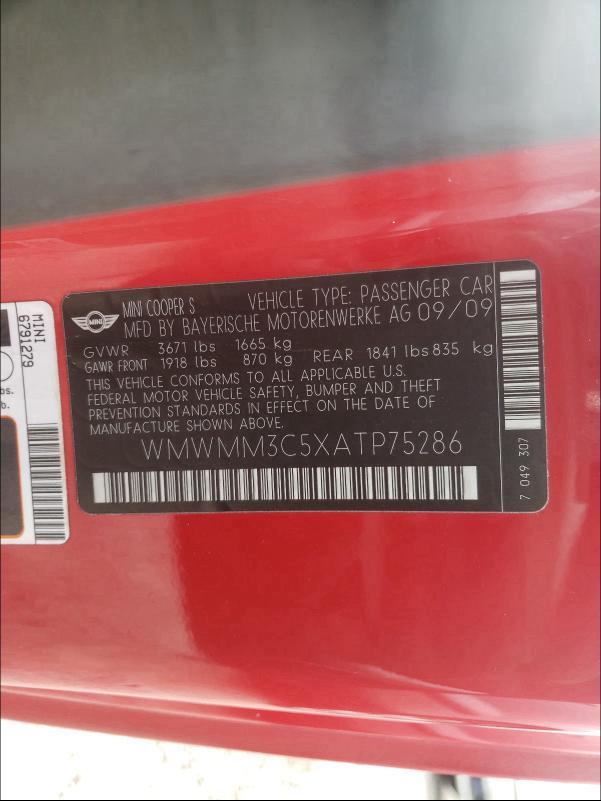 MINI COOPER S VEHICLE TYPE: PASSENGER CAR
MFD BY BAYERISCHE MOTORENWERKE AG 09/09
GVWR 3671 lbs 1665 kg
GAWR FRONT 1918 lbs 870 kg REAR 1841 lbs 835 kg
THIS VEHICLE CONFORMS TO ALL APPLICABLE U.S.
FEDERAL MOTOR VEHICLE SAFETY, BUMPER AND THEFT
PREVENTION STANDARDS IN EFFECT ON THE DATE OF
MANUFACTURE SHOWN ABOVE.
WMWMM3C5XATP75286
7 049 307
MINI
MINI
6791279
bs.
b.